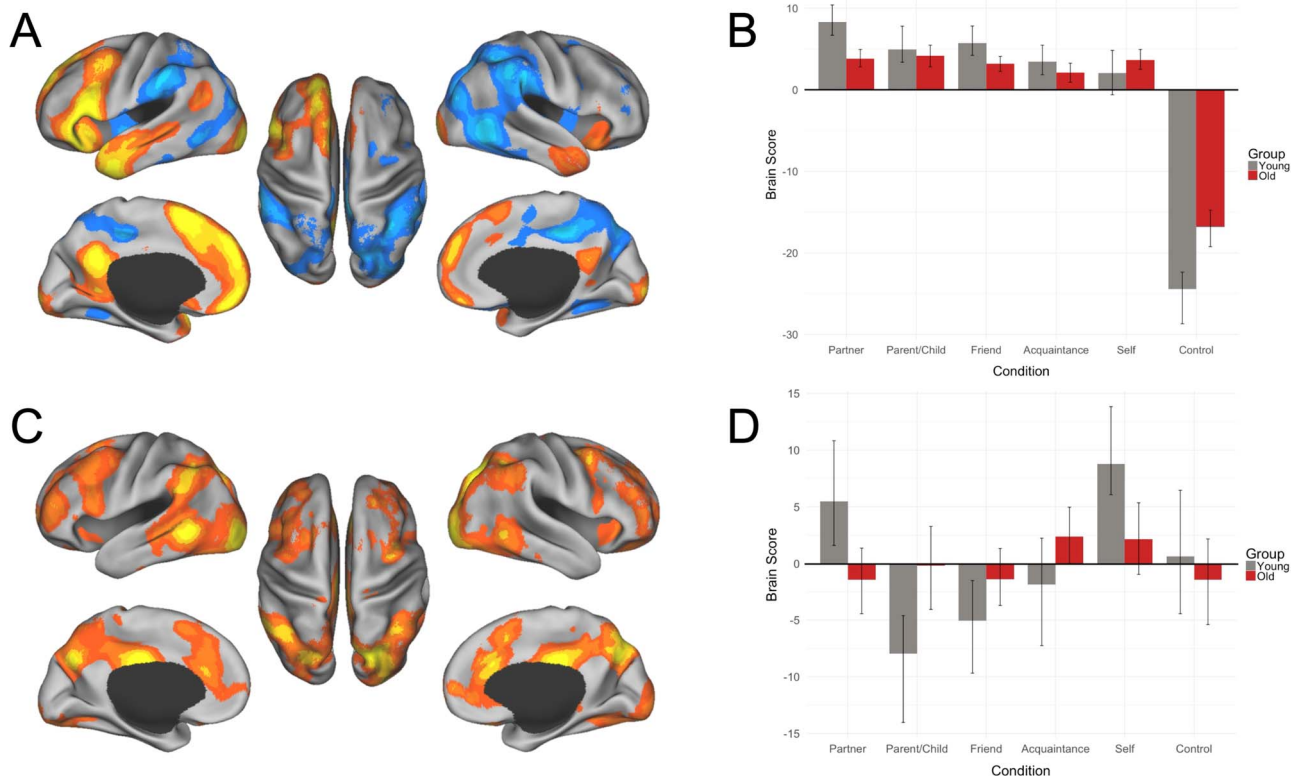 A
B
10
0
-10
-20
-30
Brain Score
Partner
Parent/Child
Friend
Acquaintance
Self
Control
Condition
Group
Young
Old
C
D
15
10
5
0
-5
-10
-15
Brain Score
Partner
Parent/Child
Friend
Acquaintance
Self
Control
Condition
Group
Young
Old